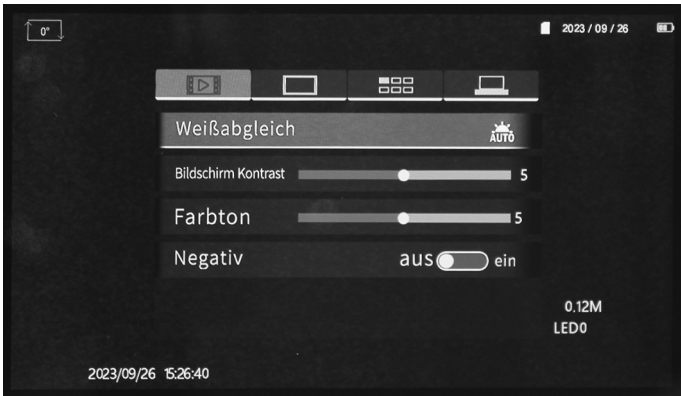 0°
2023 / 09 / 26
Weißabgleich
AUTO
Bildschirm Kontrast 5
Farbton 5
Negativ aus ein
0.12M
LED0
2023/09/26 15:26:40